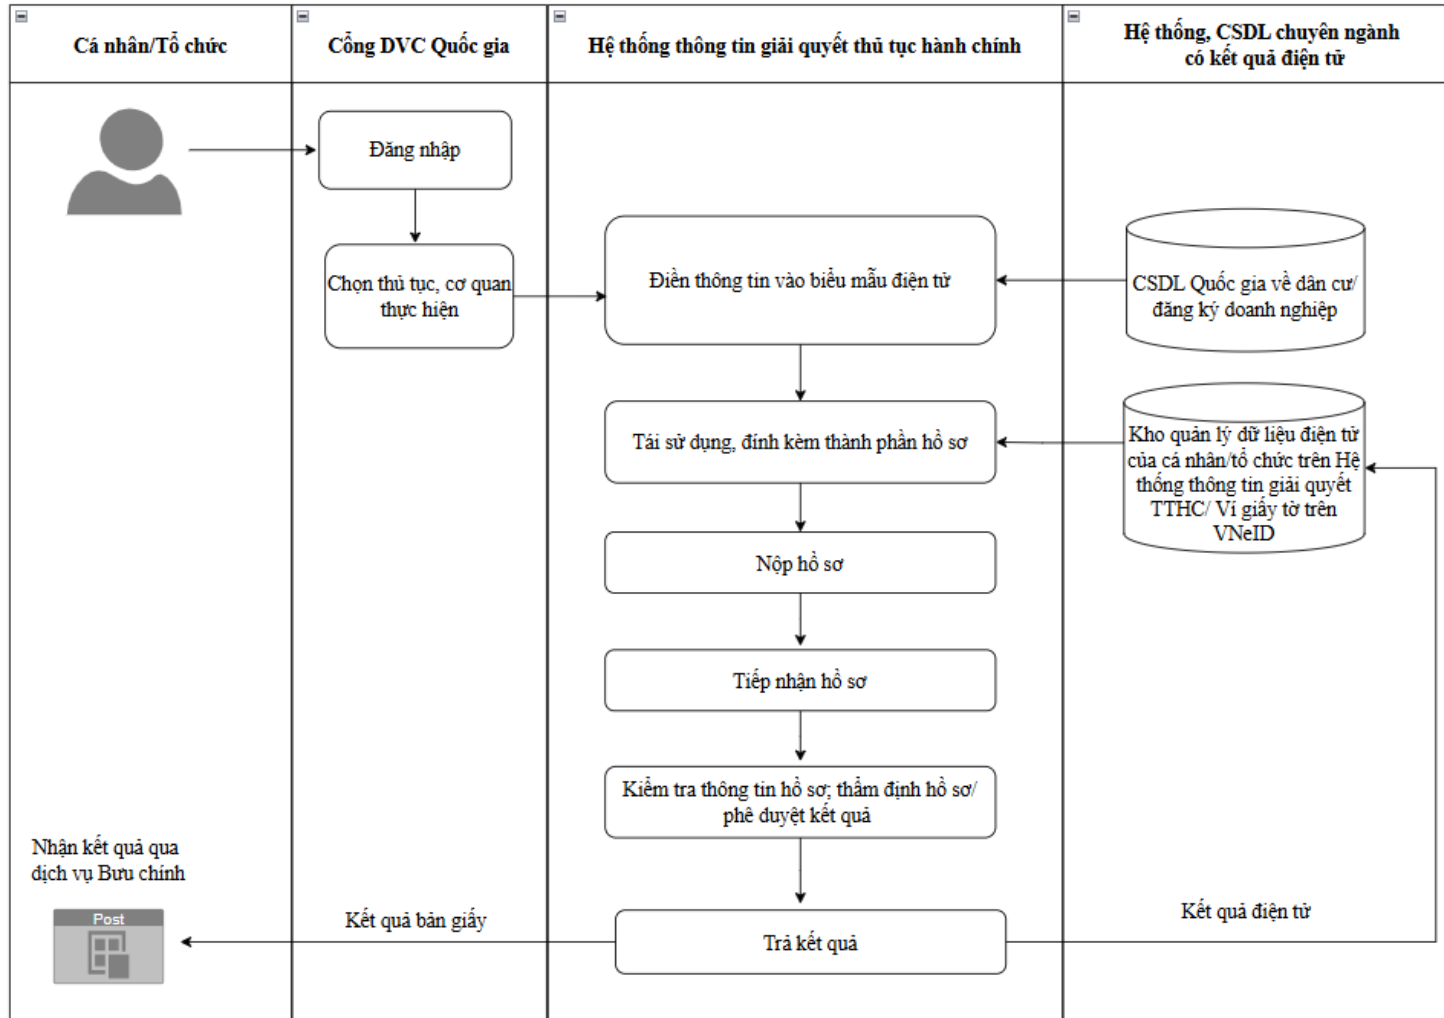 Cá nhân/Tổ chức
Cổng DVC Quốc gia
Hệ thống thông tin giải quyết thủ tục hành chính
Hệ thống, CSDL chuyên ngành
có kết quả điện tử
Đăng nhập
Chọn thủ tục, cơ quan
thực hiện
Điền thông tin vào biểu mẫu điện tử
CSDL Quốc gia về dân cư/
đăng ký doanh nghiệp
Tái sử dụng, đính kèm thành phần hồ sơ
Kho quản lý dữ liệu điện tử
của cá nhân/tổ chức trên Hệ
thống thông tin giải quyết
TTHC/ Ví giấy tờ trên
VNeID
Nộp hồ sơ
Tiếp nhận hồ sơ
Kiểm tra thông tin hồ sơ; thẩm định hồ sơ/
phê duyệt kết quả
Nhận kết quả qua
dịch vụ Bưu chính
Post
Kết quả bản giấy
Trả kết quả
Kết quả điện tử